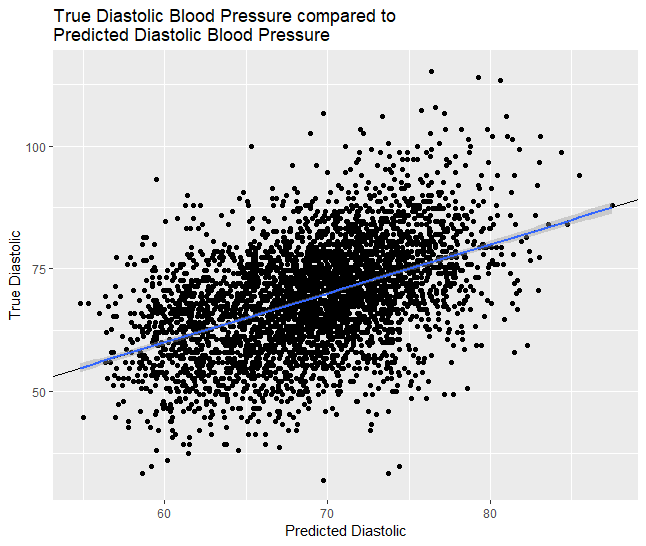 True Diastolic Blood Pressure compared to
Predicted Diastolic Blood Pressure
True Diastolic
100
75
50
60
70
80
Predicted Diastolic